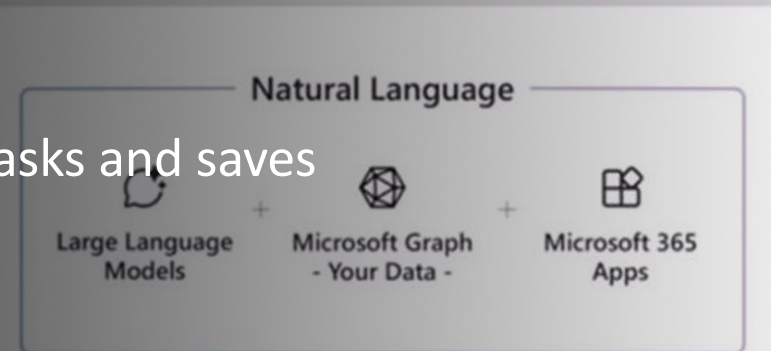 Natural Language
asks and saves
Large Language
Models
+
Microsoft Graph
- Your Data -
+
Microsoft 365
Apps